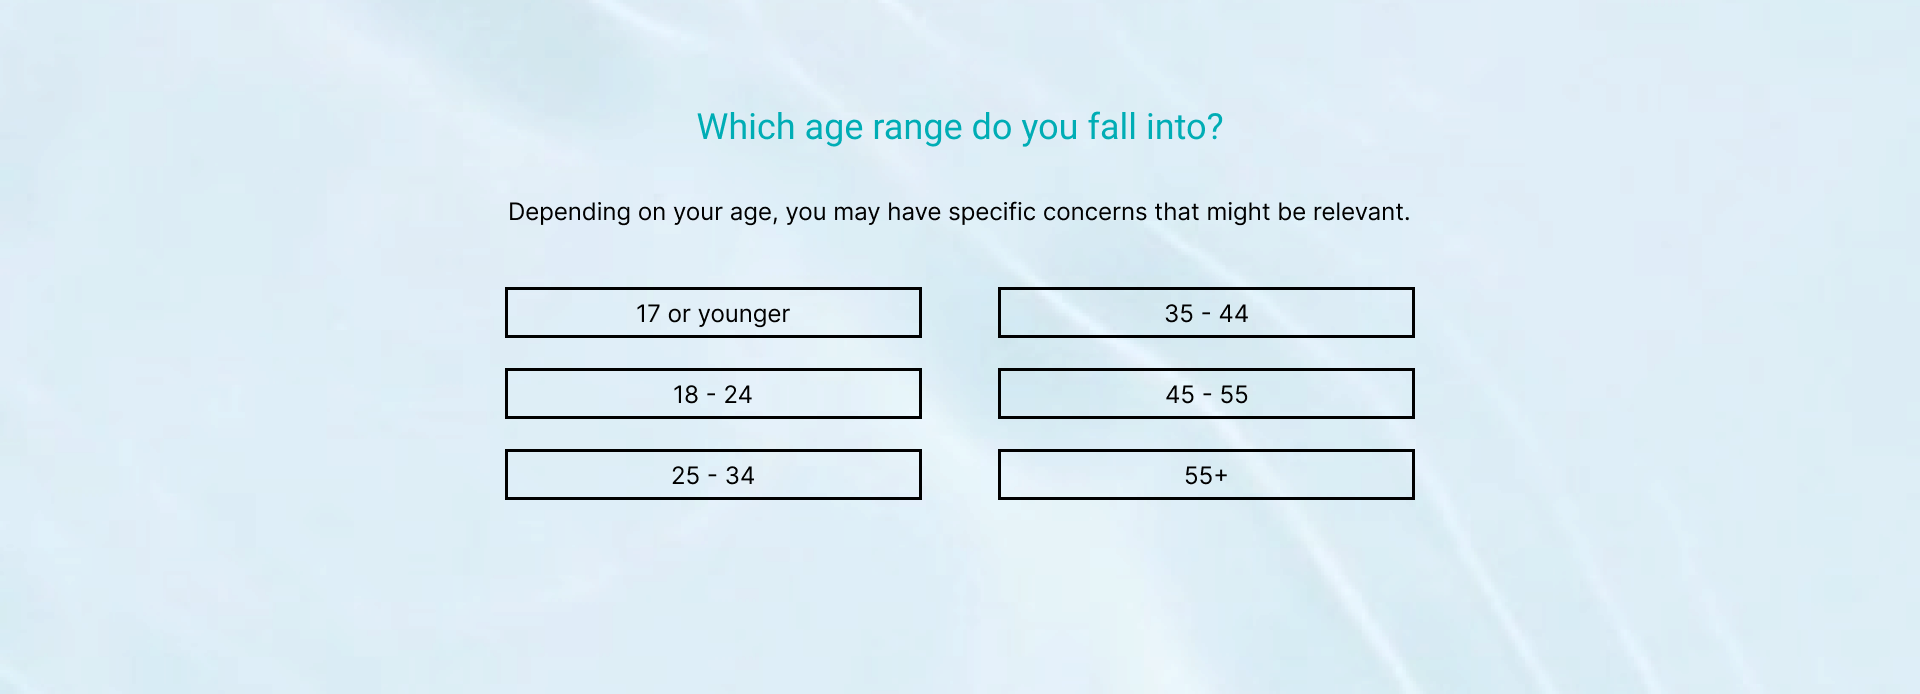 Which age range do you fall into?
Depending on your age, you may have specific concerns that might be relevant.
17 or younger
35 - 44
18 - 24
45 - 55
25 - 34
55+